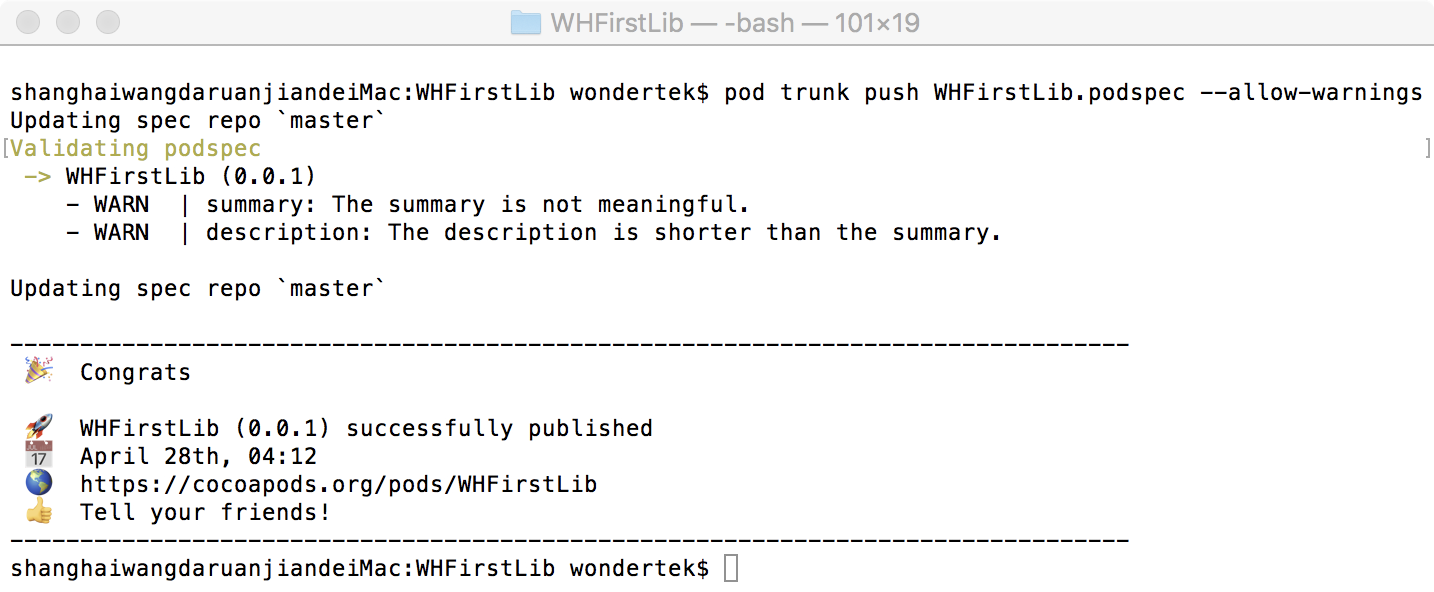 WHFirstLib — -bash — 101×19
shanghaiwangdaruanjiandeiMac:WHFirstLib wondertek$ pod trunk push WHFirstLib.podspec --allow-warnings
Updating spec repo `master`
[Validating podspec ]
-> WHFirstLib (0.0.1)
- WARN | summary: The summary is not meaningful.
- WARN | description: The description is shorter than the summary.
Updating spec repo `master`
--------------------------------------------------------------------------------
🎉 Congrats
🚀 WHFirstLib (0.0.1) successfully published
📅 April 28th, 04:12
🌎 https://cocoapods.org/pods/WHFirstLib
👍 Tell your friends!
--------------------------------------------------------------------------------
shanghaiwangdaruanjiandeiMac:WHFirstLib wondertek$